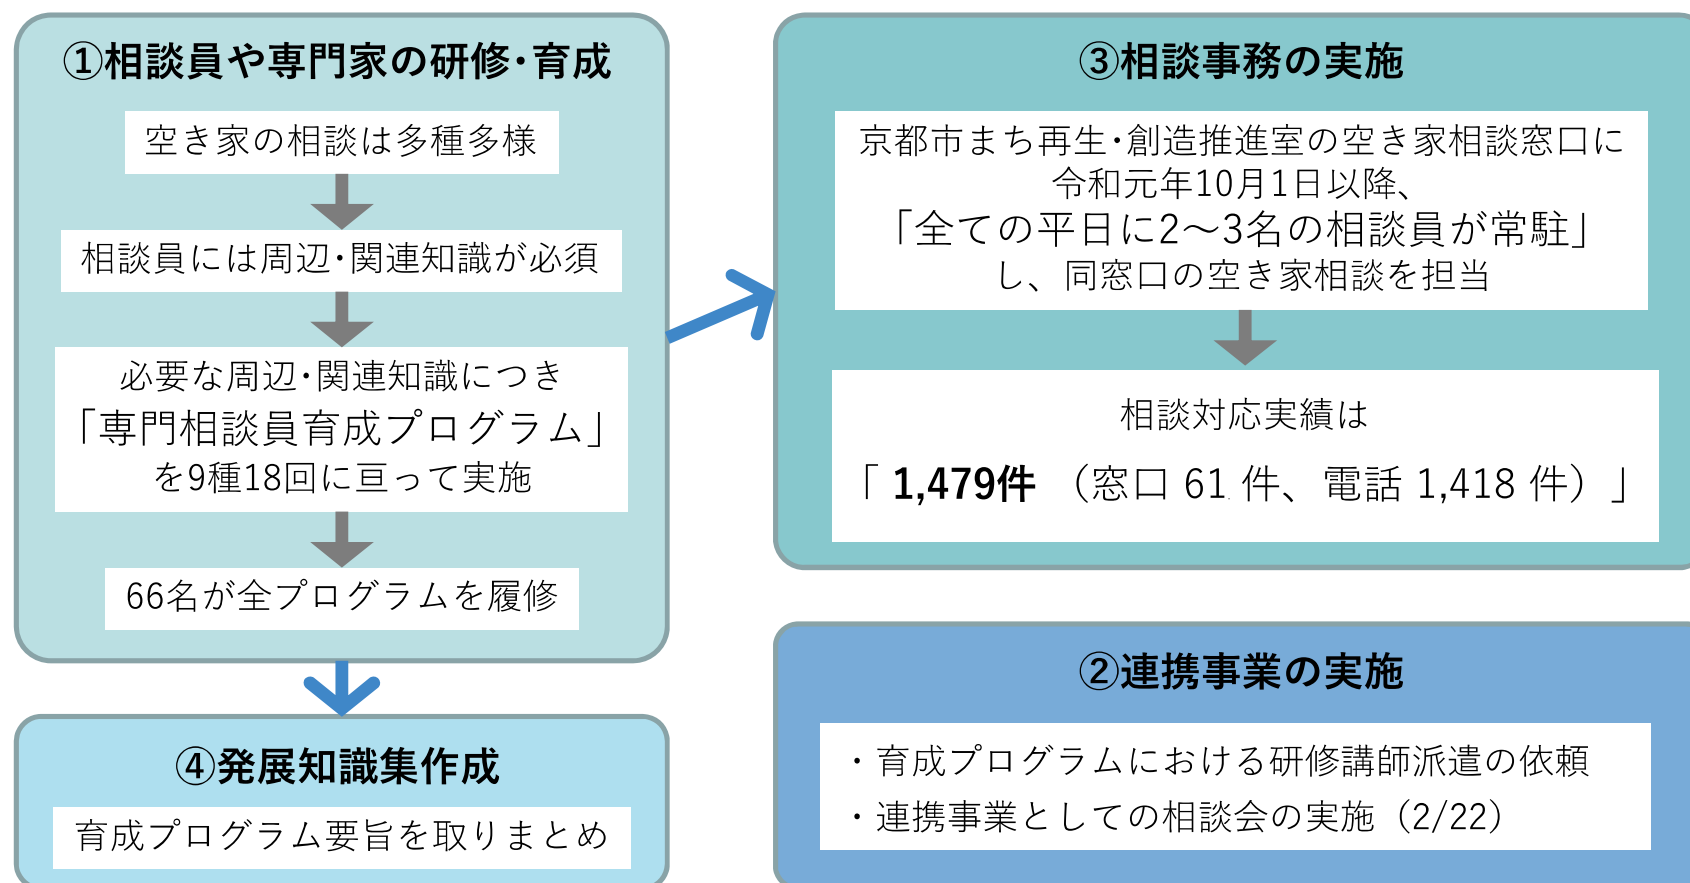 ①相談員や専門家の研修・育成
空き家の相談は多種多様
相談員には周辺・関連知識が必須
必要な周辺・関連知識につき
「専門相談員育成プログラム」
を9種18回に亘って実施
66名が全プログラムを履修
④発展知識集作成
育成プログラム要旨を取りまとめ
③相談事務の実施
京都市まち再生・創造推進室の空き家相談窓口に
令和元年10月1日以降、
「全ての平日に2～3名の相談員が常駐」
し、同窓口の空き家相談を担当
相談対応実績は
「 1,479件 （窓口 61 件、電話 1,418 件）」
②連携事業の実施
・育成プログラムにおける研修講師派遣の依頼
・連携事業としての相談会の実施（2/22）